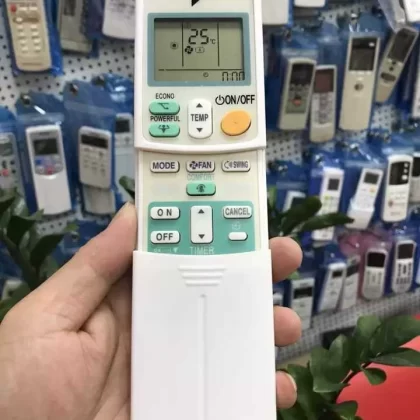 25°C
0:00
ECONO
ON/OFF
POWERFUL
TEMP
MODE
FAN
SWING
COMFORT
ON
CANCEL
OFF
TIMER